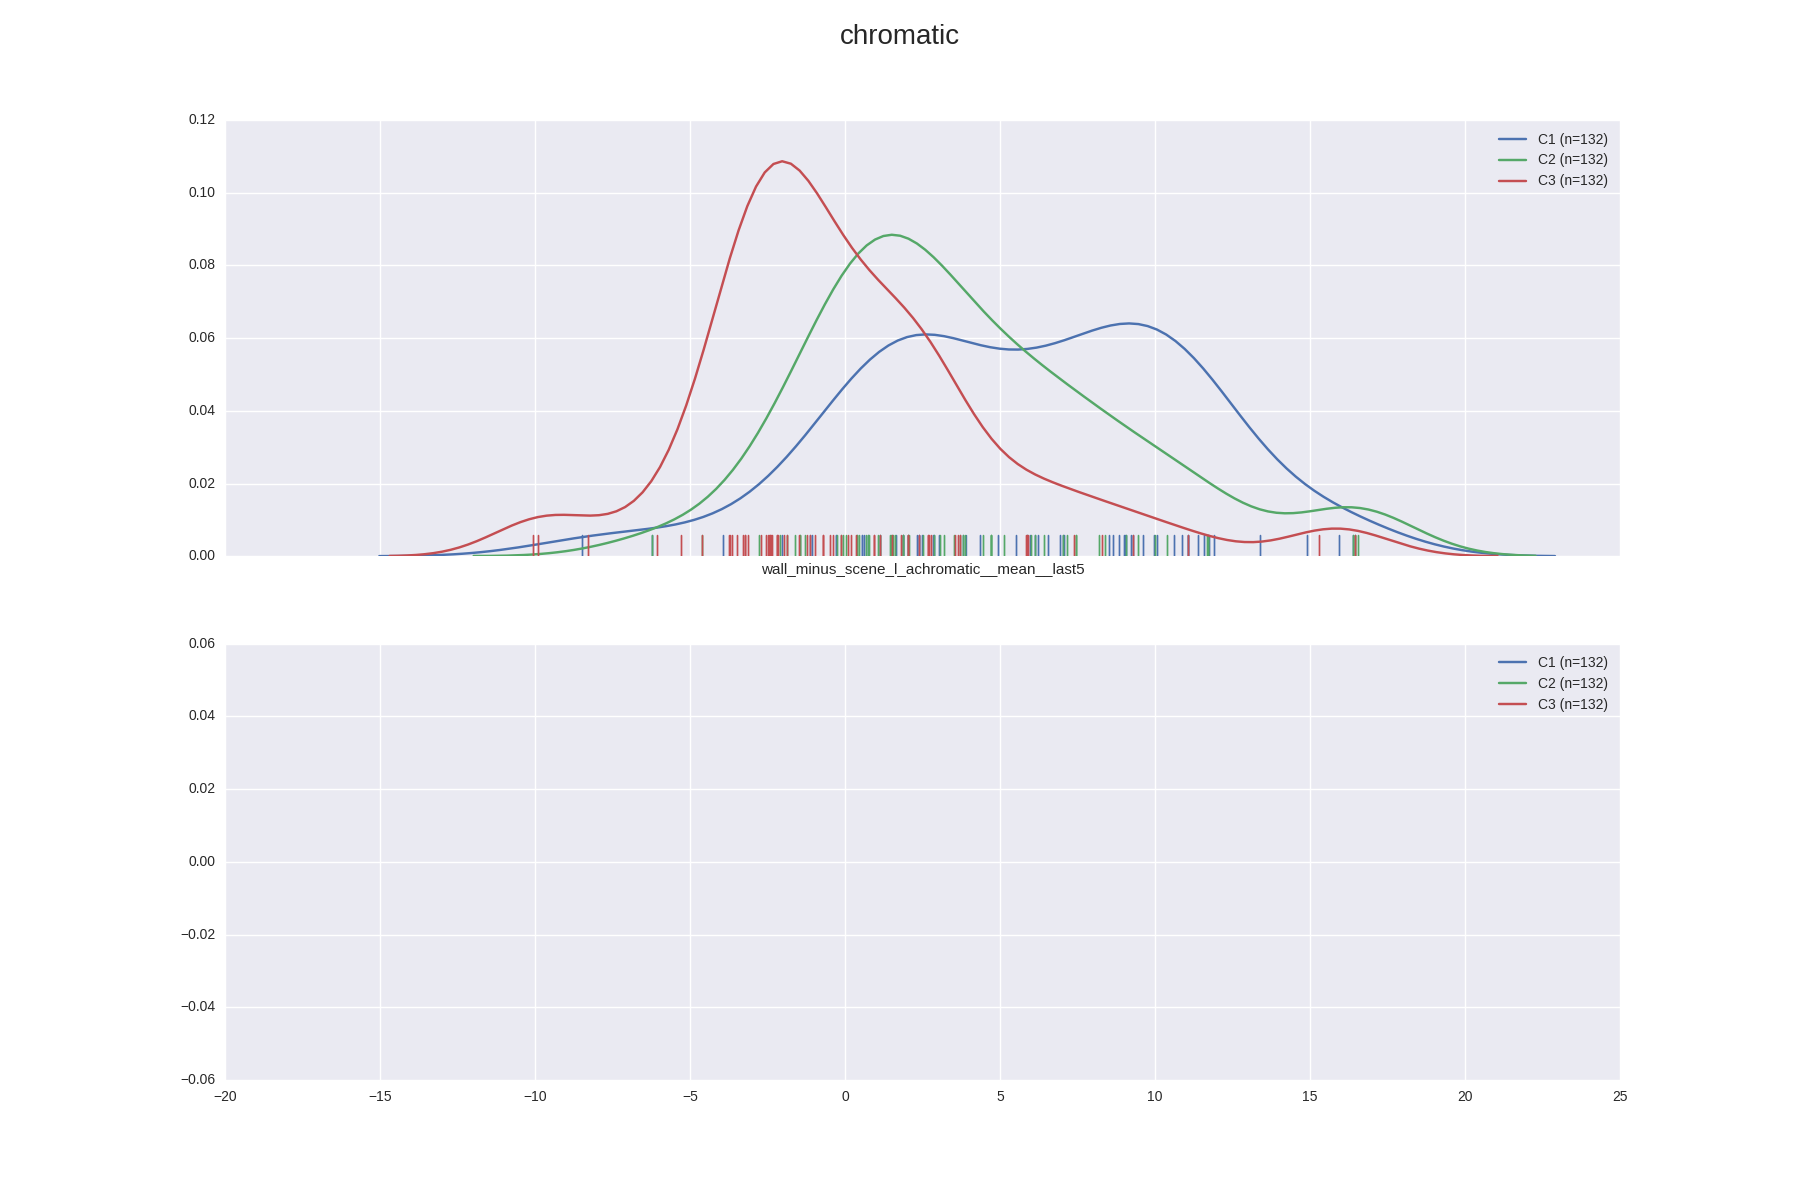 chromatic
0.12
0.10
0.08
0.06
0.04
0.02
0.00
C1 (n=132)
C2 (n=132)
C3 (n=132)
wall_minus_scene_l_achromatic__mean__last5
0.06
0.04
0.02
0.00
−0.02
−0.04
−0.06
C1 (n=132)
C2 (n=132)
C3 (n=132)
−20 −15 −10 −5 0 5 10 15 20 25